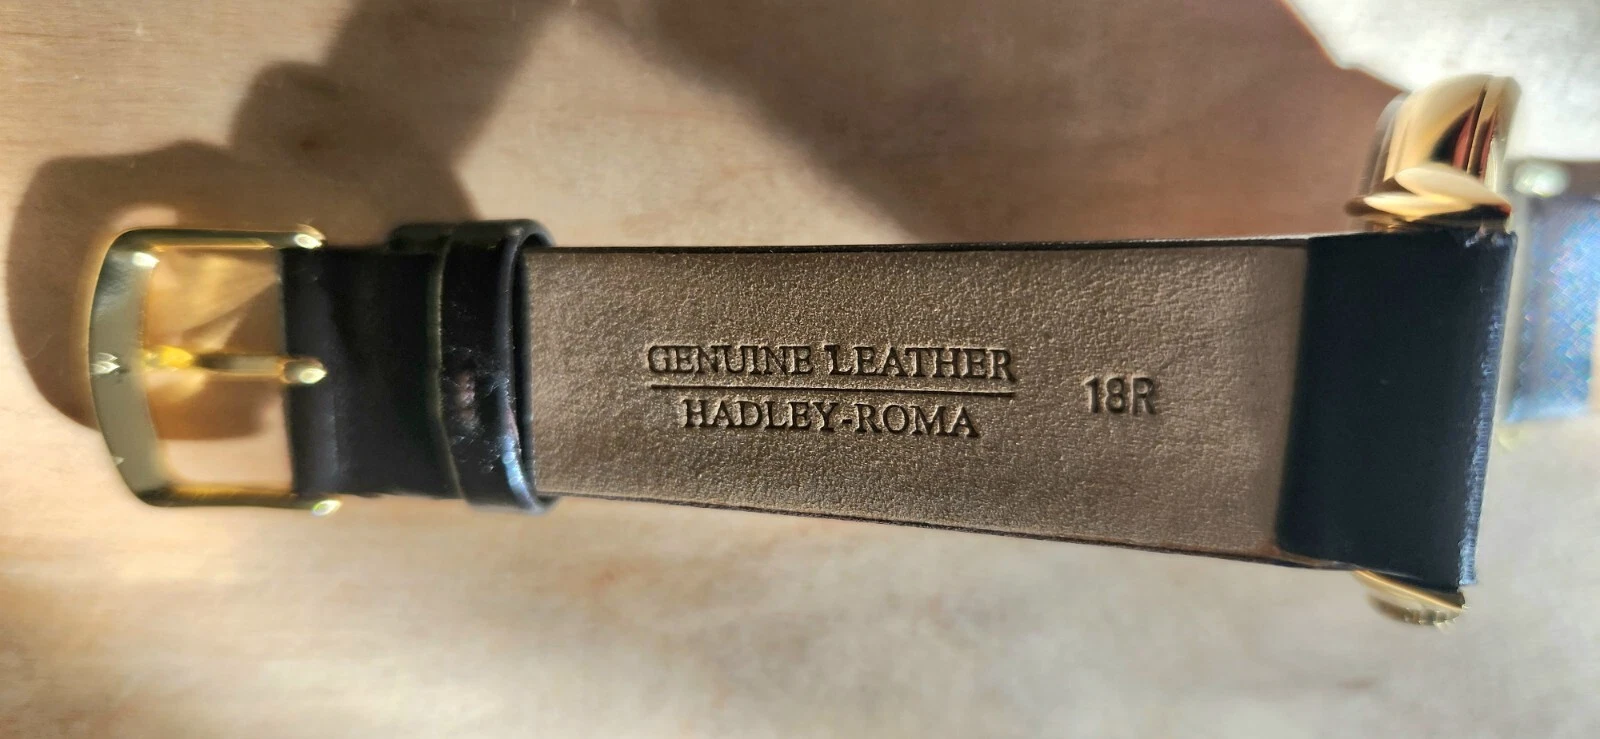 GENUINE LEATHER
HADLEY-ROMA
18R